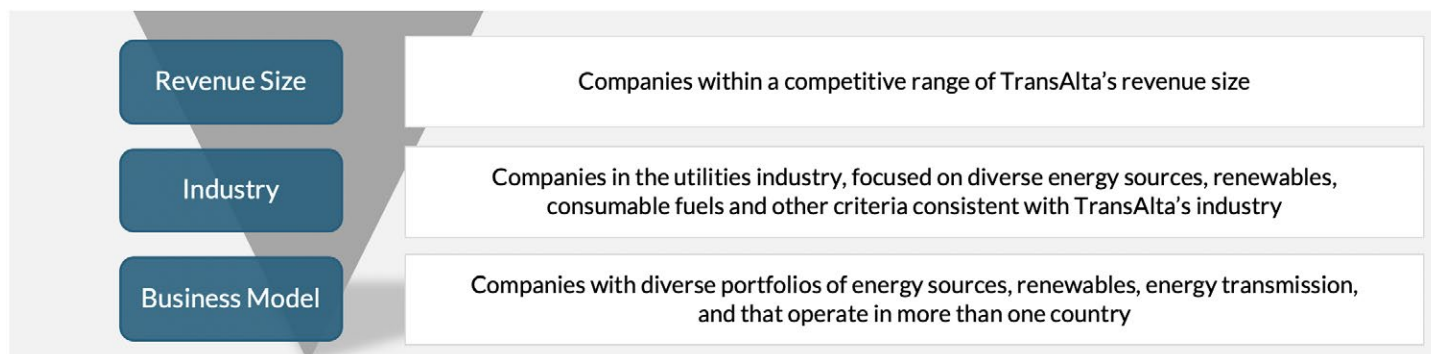 Revenue Size
Companies within a competitive range of TransAlta’s revenue size
Industry
Companies in the utilities industry, focused on diverse energy sources, renewables,
consumable fuels and other criteria consistent with TransAlta’s industry
Business Model
Companies with diverse portfolios of energy sources, renewables, energy transmission,
and that operate in more than one country